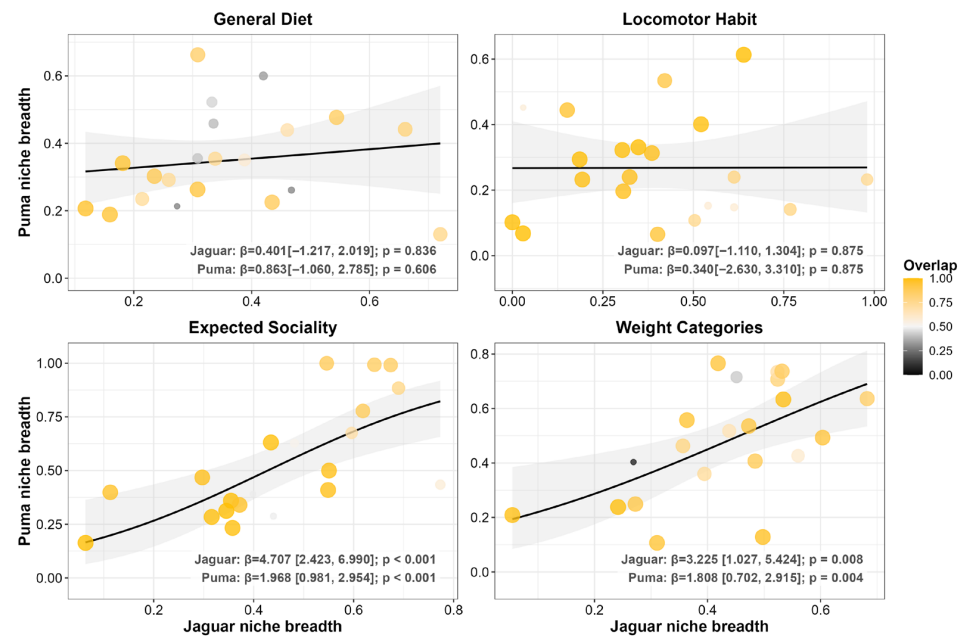 General Diet
Locomotor Habit
Puma niche breadth
0.6
0.4
0.2
0.0
0.2
0.4
0.6
Jaguar: β=0.401[−1.217, 2.019]; p = 0.836
Puma: β=0.863[−1.060, 2.785]; p = 0.606
0.6
0.4
0.2
0.0
0.00
0.25
0.50
0.75
1.00
Jaguar: β=0.097[−1.110, 1.304]; p = 0.875
Puma: β=0.340[−2.630, 3.310]; p = 0.875
Overlap
1.00
0.75
0.50
0.25
0.00
Expected Sociality
Weight Categories
Puma niche breadth
1.00
0.75
0.50
0.25
0.00
0.2
0.4
0.6
0.8
Jaguar: β=4.707 [2.423, 6.990]; p < 0.001
Puma: β=1.968 [0.981, 2.954]; p < 0.001
Jaguar niche breadth
0.8
0.6
0.4
0.2
0.0
0.2
0.4
0.6
Jaguar: β=3.225 [1.027, 5.424]; p = 0.008
Puma: β=1.808 [0.702, 2.915]; p = 0.004
Jaguar niche breadth